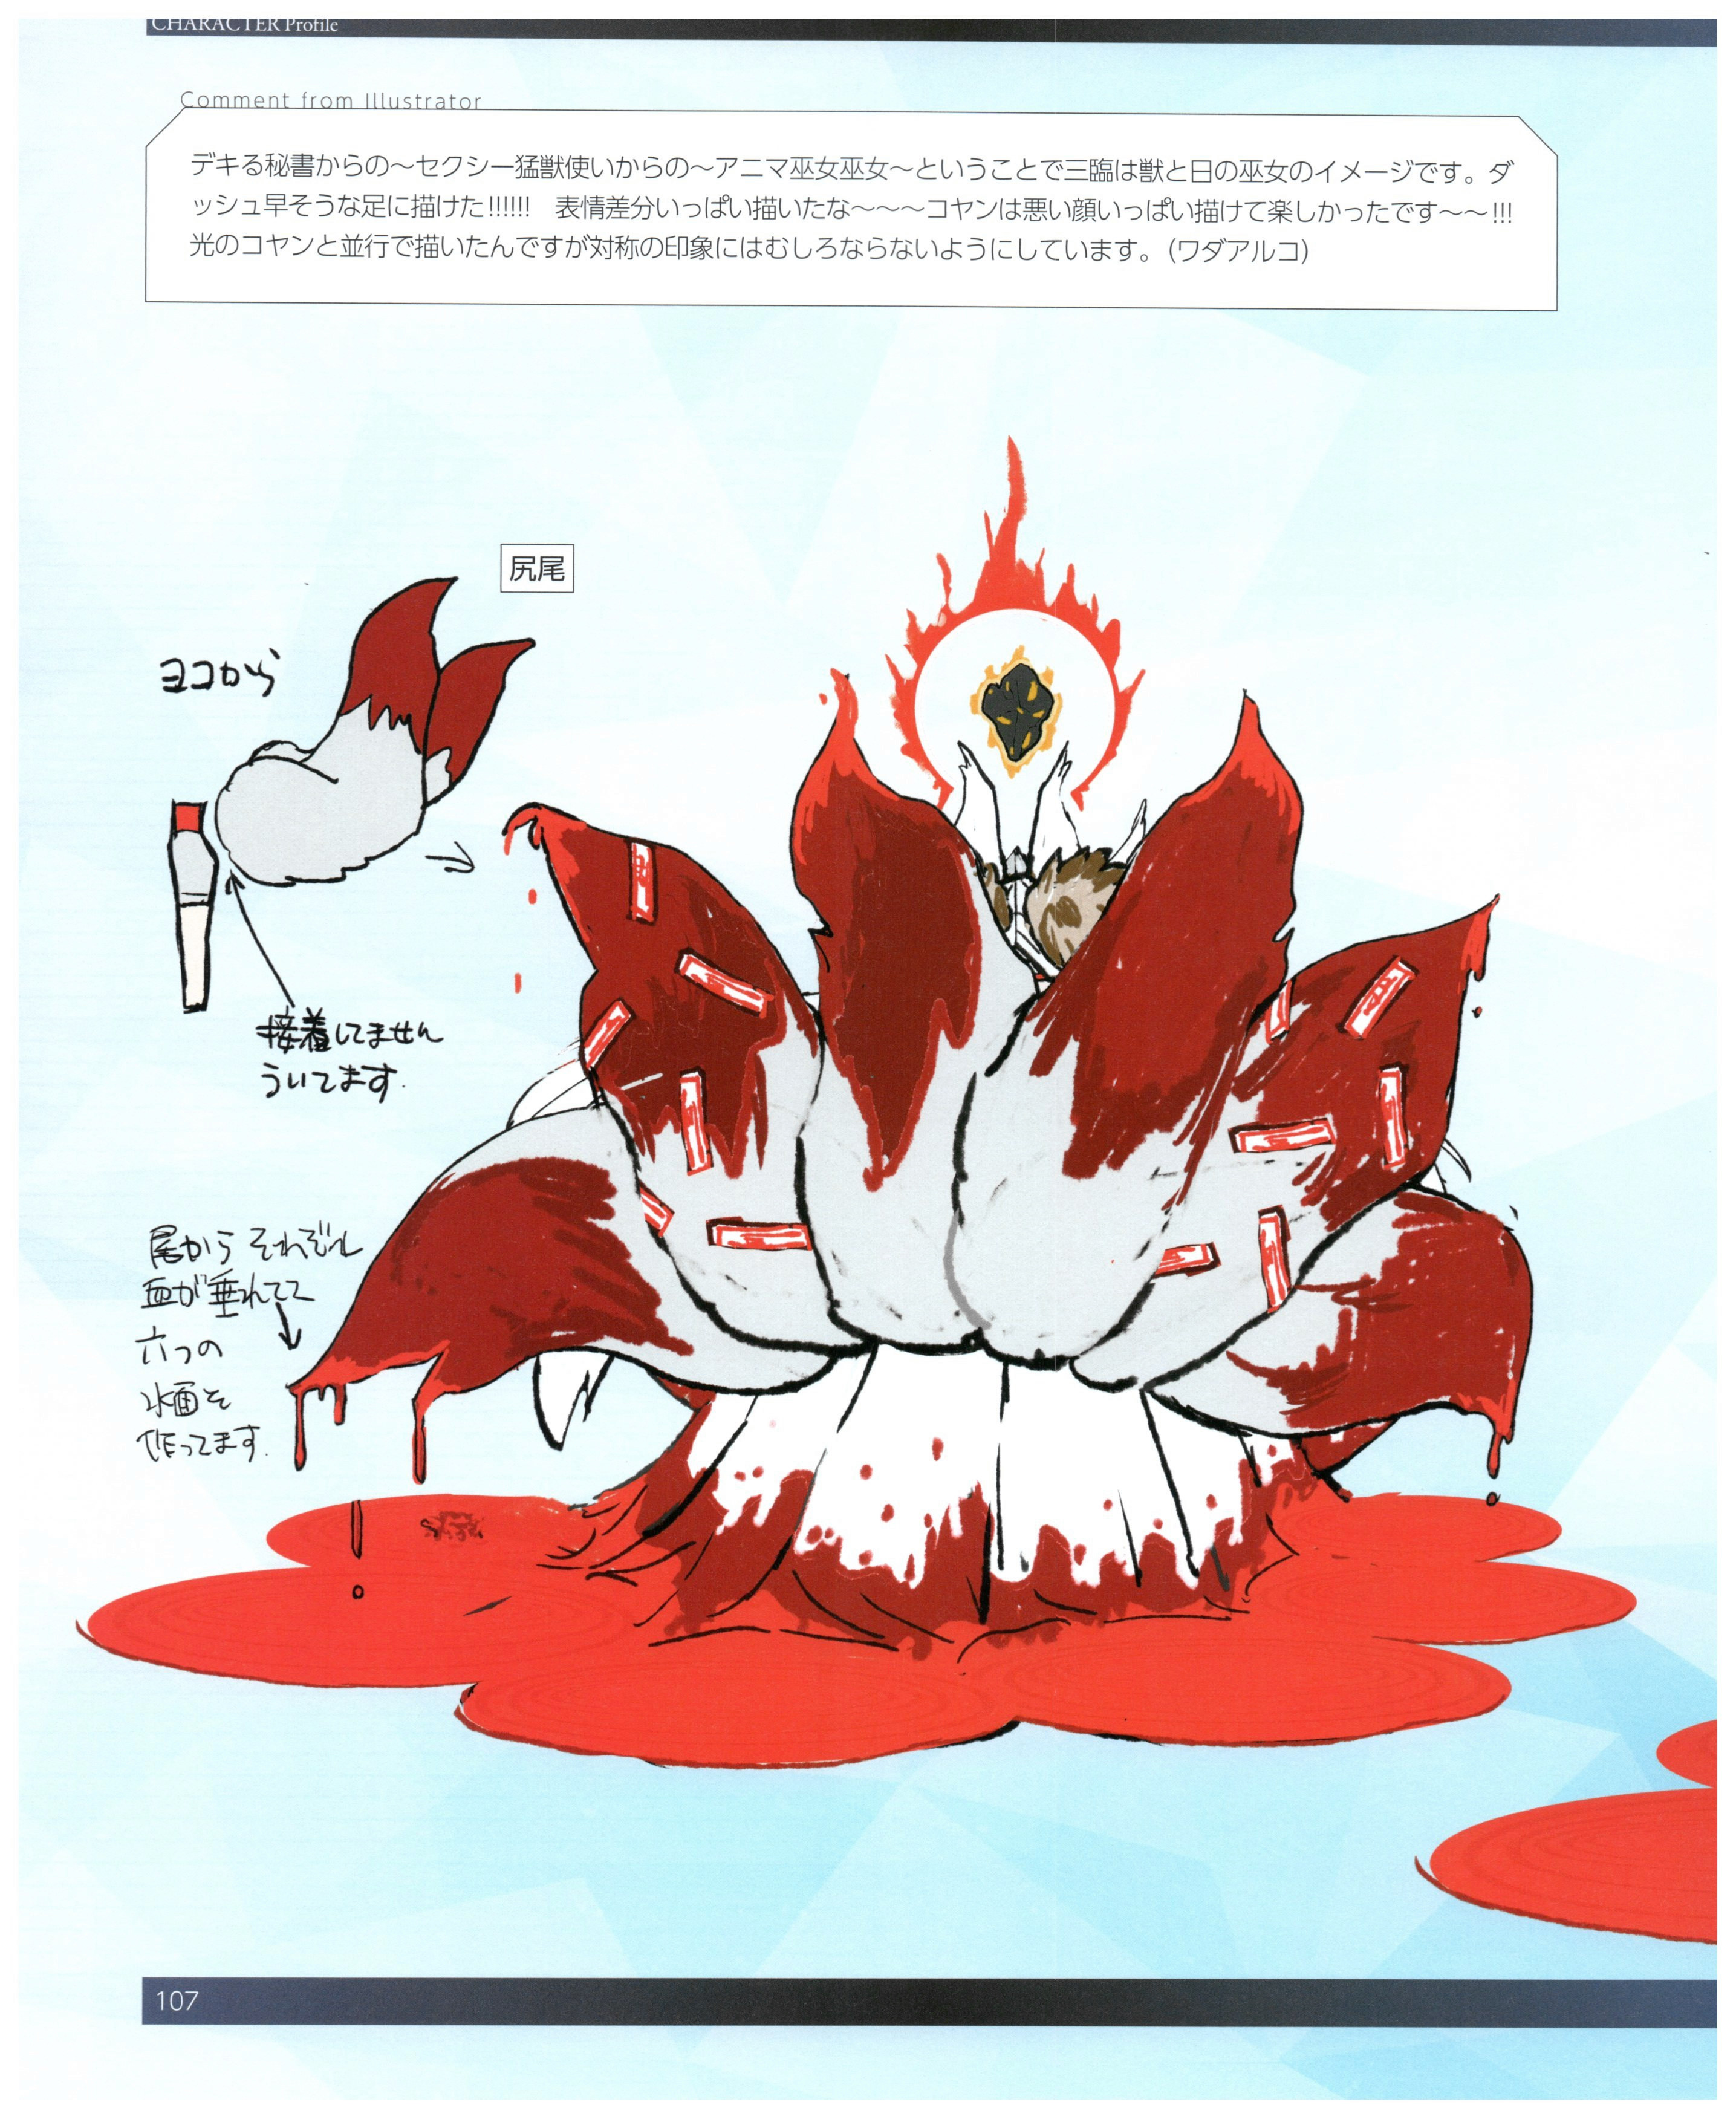 CHARACTER Profile
Comment from Illustrator
デキる秘書からの～セクシー猛獣使いからの～アニマ巫女巫女～ということで三臨は獣と日の巫女のイメージです。ダ
ッシュ早そうな足に描けた!!!!!!　表情差分いっぱい描いたな～～～コヤンは悪い顔いっぱい描けて楽しかったです～～!!!
光のコヤンと並行で描いたんですが対称の印象にはむしろならないようにしています。（ワダアルコ）
尻尾
ヨコから
接着してません
ういてます.
尾から それぞれ
血が垂れてて
六つの
水面を
作ってます.
107